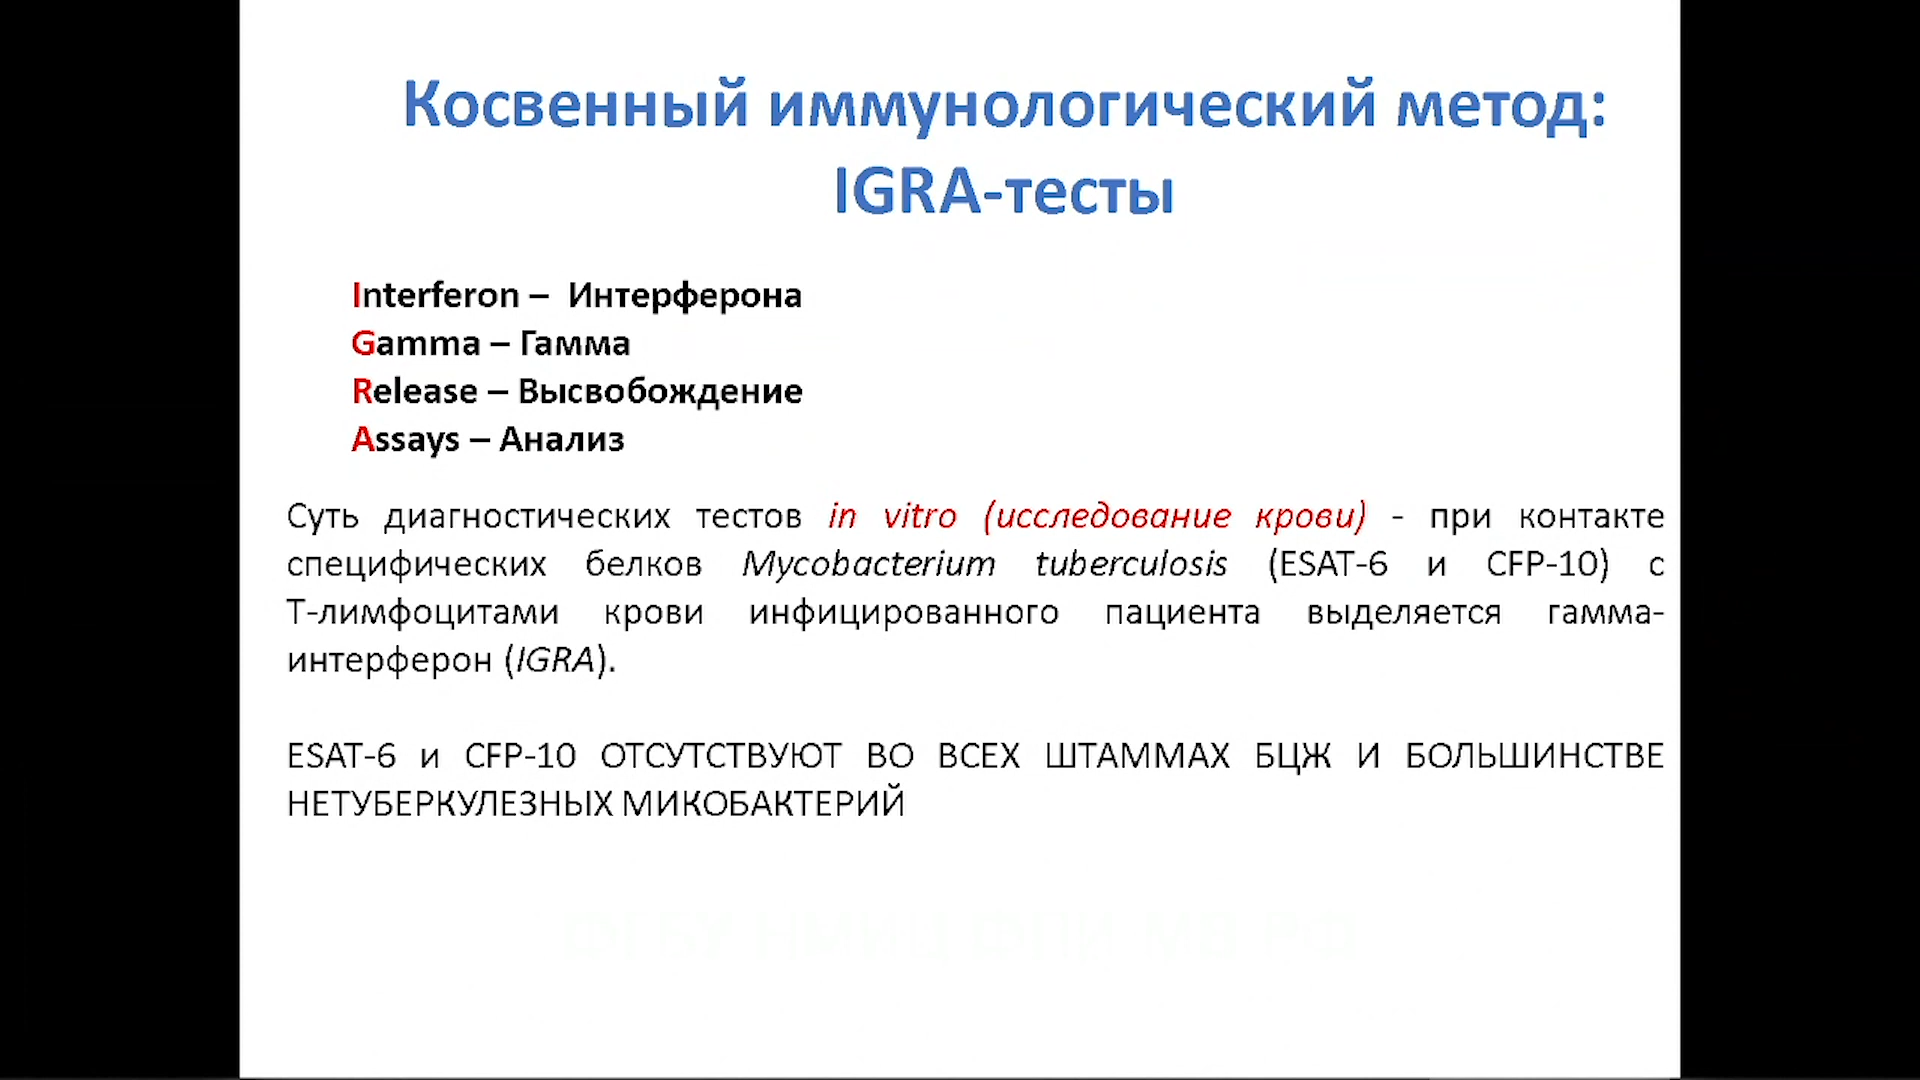 Косвенный иммунологический метод:
IGRA-тесты
Interferon – Интерферона
Gamma – Гамма
Release – Высвобождение
Assays – Анализ
Суть диагностических тестов in vitro (исследование крови) - при контакте
специфических белков Mycobacterium tuberculosis (ESAT-6 и CFP-10) с
Т-лимфоцитами крови инфицированного пациента выделяется гамма-
интерферон (IGRA).
ESAT-6 и CFP-10 ОТСУТСТВУЮТ ВО ВСЕХ ШТАММАХ БЦЖ И БОЛЬШИНСТВЕ
НЕТУБЕРКУЛЕЗНЫХ МИКОБАКТЕРИЙ